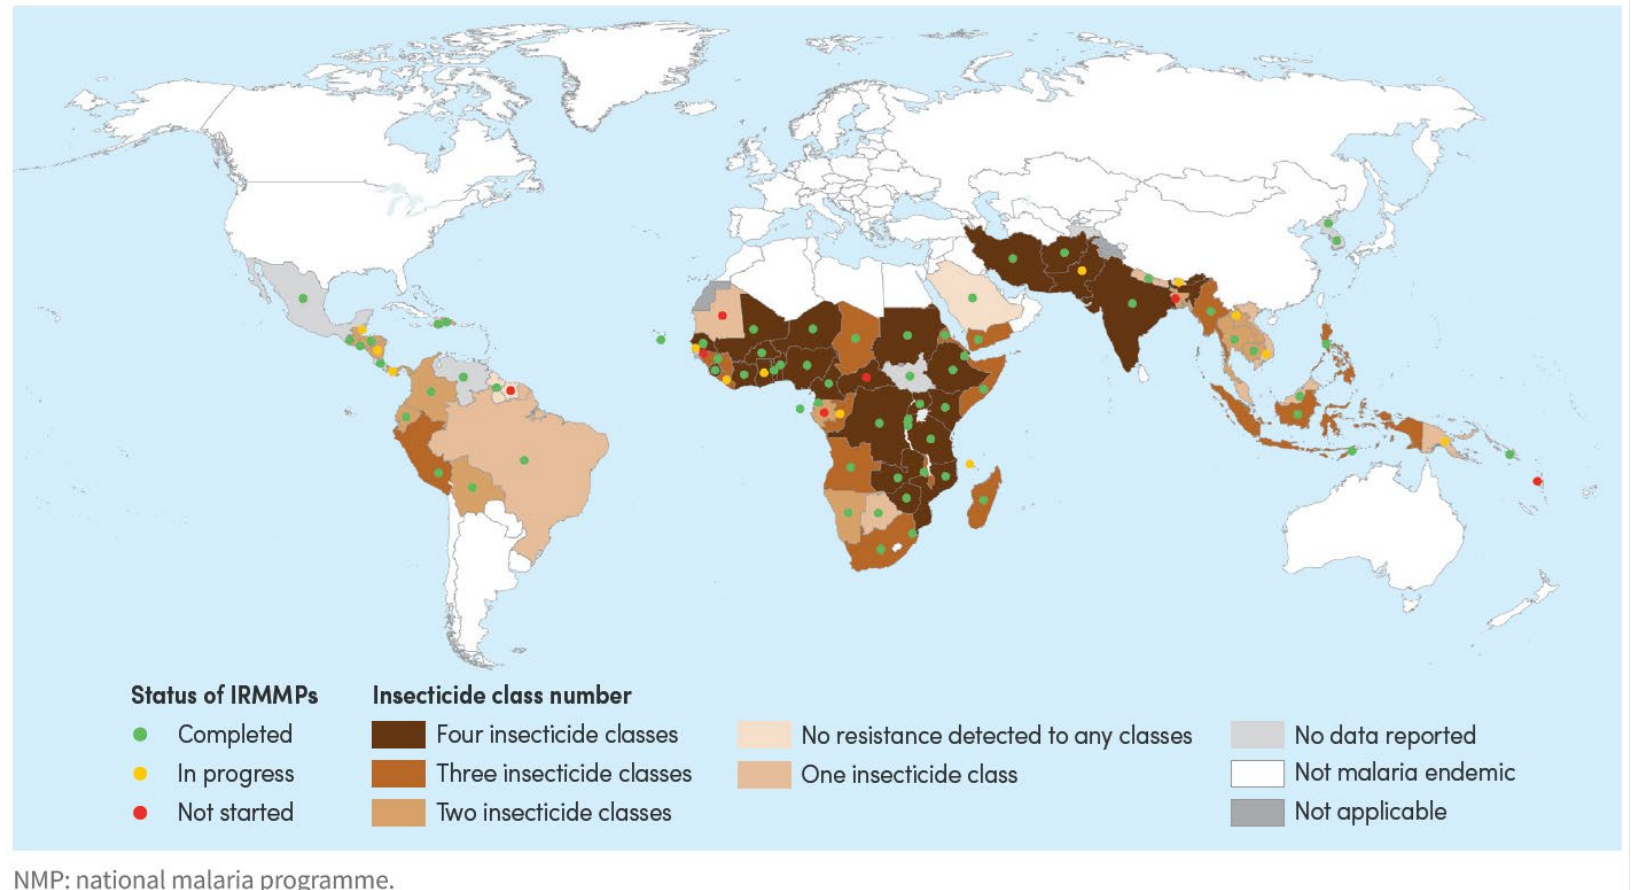 Status of IRMMPs
Completed
In progress
Not started
Insecticide class number
Four insecticide classes
Three insecticide classes
Two insecticide classes
No resistance detected to any classes
One insecticide class
No data reported
Not malaria endemic
Not applicable
NMP: national malaria programme.